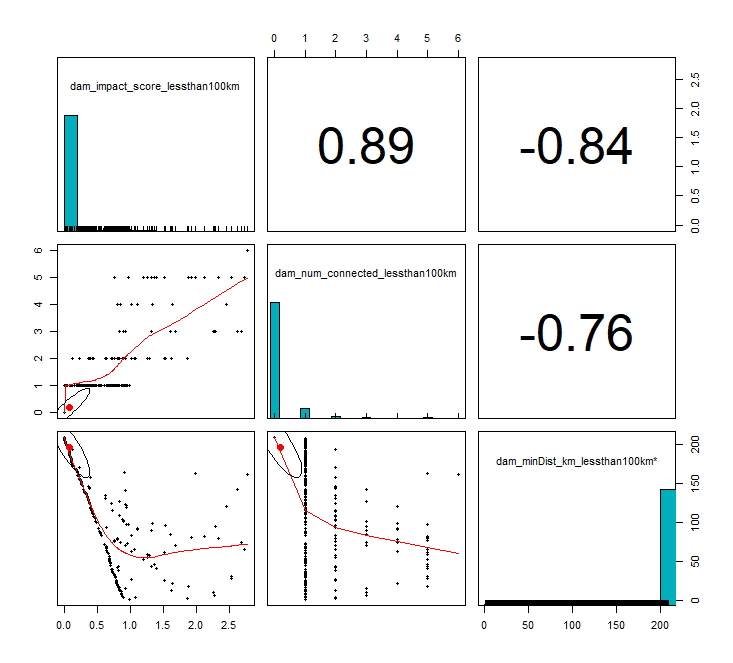 0 1 2 3 4 5 6
dam_impact_score_lessthan100km
0.89
-0.84
0.0 0.5 1.0 1.5 2.0 2.5
0 1 2 3 4 5 6
dam_num_connected_lessthan100km
-0.76
dam_minDist_km_lessthan100km*
0 50 100 150 200
0.0 0.5 1.0 1.5 2.0 2.5
0 50 100 150 200